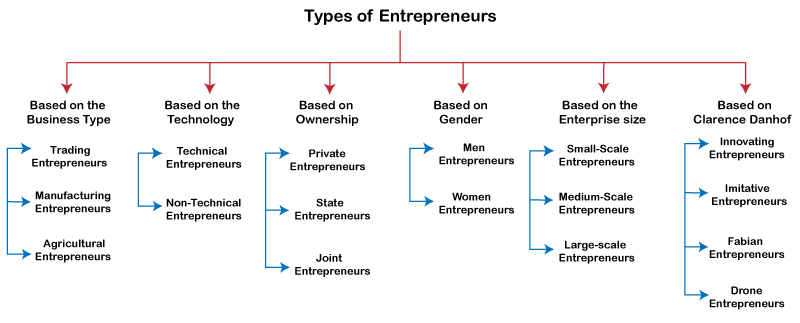 Types of Entrepreneurs
Based on the
Business Type
Trading
Entrepreneurs
Manufacturing
Entrepreneurs
Agricultural
Entrepreneurs
Based on the
Technology
Technical
Entrepreneurs
Non-Technical
Entrepreneurs
Based on
Ownership
Private
Entrepreneurs
State
Entrepreneurs
Joint
Entrepreneurs
Based on
Gender
Men
Entrepreneurs
Women
Entrepreneurs
Based on the
Enterprise size
Small-Scale
Entrepreneurs
Medium-Scale
Entrepreneurs
Large-scale
Entrepreneurs
Based on
Clarence Danhof
Innovating
Entrepreneurs
Imitative
Entrepreneurs
Fabian
Entrepreneurs
Drone
Entrepreneurs